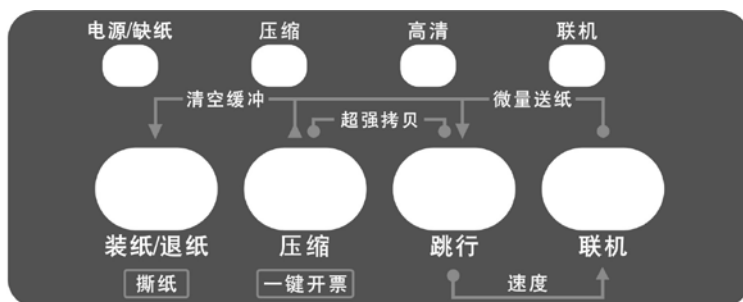 电源/缺纸 压缩 高清 联机
清空缓冲 微量送纸
超强拷贝
装纸/退纸 压缩 跳行 联机
撕纸 一键开票 速度